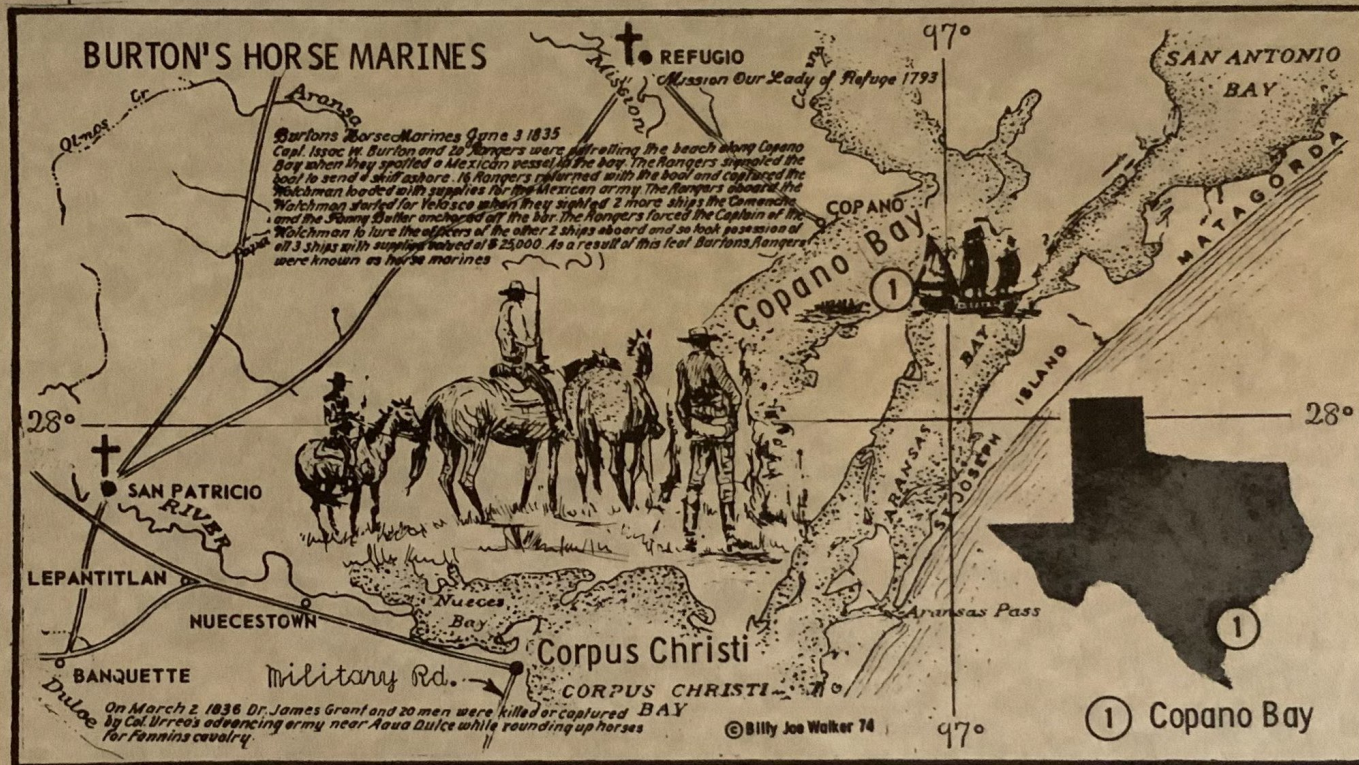 BURTON'S HORSE MARINES
REFUGIO
Mission Our Lady of Refuge 1793
Mission
97°
SAN ANTONIO
BAY
Olmos Cr
Aransa
Burtons Horse Marines June 3 1835
Capt. Issac W. Burton and 20 Rangers were patrolling the beach along Copano
Bay when they spotted a Mexican vessel in the bay. The Rangers signaled the
boat to send a skiff ashore. 16 Rangers returned with the boat and captured the
Watchman loaded with supplies for the Mexican army. The Rangers aboard the
Watchman started for Velasco when they sighted 2 more ships the Comanche
and the Fanny Butler anchored off the bar. The Rangers forced the Captain of the
Watchman to lure the officers of the other 2 ships aboard and so took posession of
all 3 ships with supplies valued at $25,000. As a result of this feat Burtons Rangers
were known as horse marines
COPANO
Copano Bay
1
MATAGORDA
BAY
ISLAND
28°
28°
ARANSAS
ST JOSEPH
SAN PATRICIO
RIVER
LEPANTITLAN
NUECESTOWN
Nueces
Bay
Aransas Pass
1
BANQUETTE
Military Rd.
Corpus Christi
CORPUS CHRISTI
BAY
Dulce
On March 2 1836 Dr. James Grant and 20 men were killed or captured
by Col. Urrea's advancing army near Agua Dulce while rounding up horses
for Fannins cavalry.
©Billy Joe Walker 74
97°
1 Copano Bay